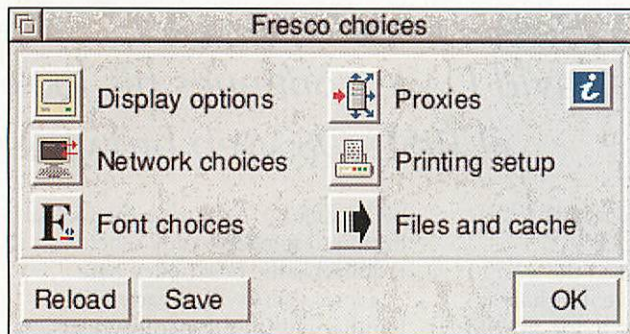 Fresco choices
Display options
Proxies
i
Network choices
Printing setup
F
Font choices
Files and cache
Reload
Save
OK